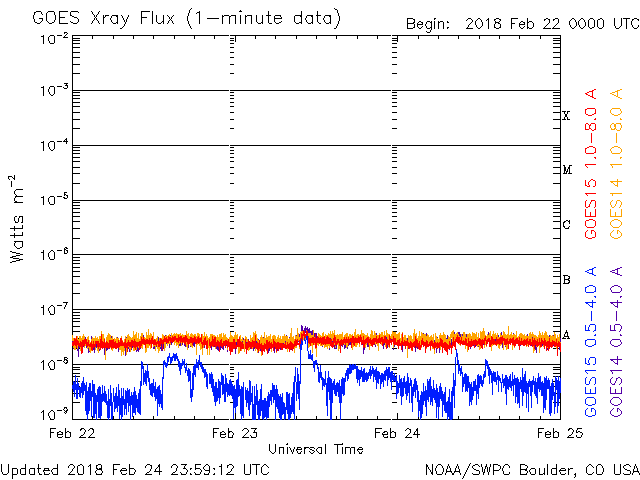 GOES Xray Flux (1-minute data)
Begin: 2018 Feb 22 0000 UTC
10⁻²
10⁻³
10⁻⁴
10⁻⁵
10⁻⁶
10⁻⁷
10⁻⁸
10⁻⁹
Watts m⁻²
X
M
C
B
A
GOES15 1.0-8.0 A
GOES14 1.0-8.0 A
GOES15 0.5-4.0 A
GOES14 0.5-4.0 A
Feb 22
Feb 23
Feb 24
Feb 25
Universal Time
Updated 2018 Feb 24 23:59:12 UTC
NOAA/SWPC Boulder, CO USA